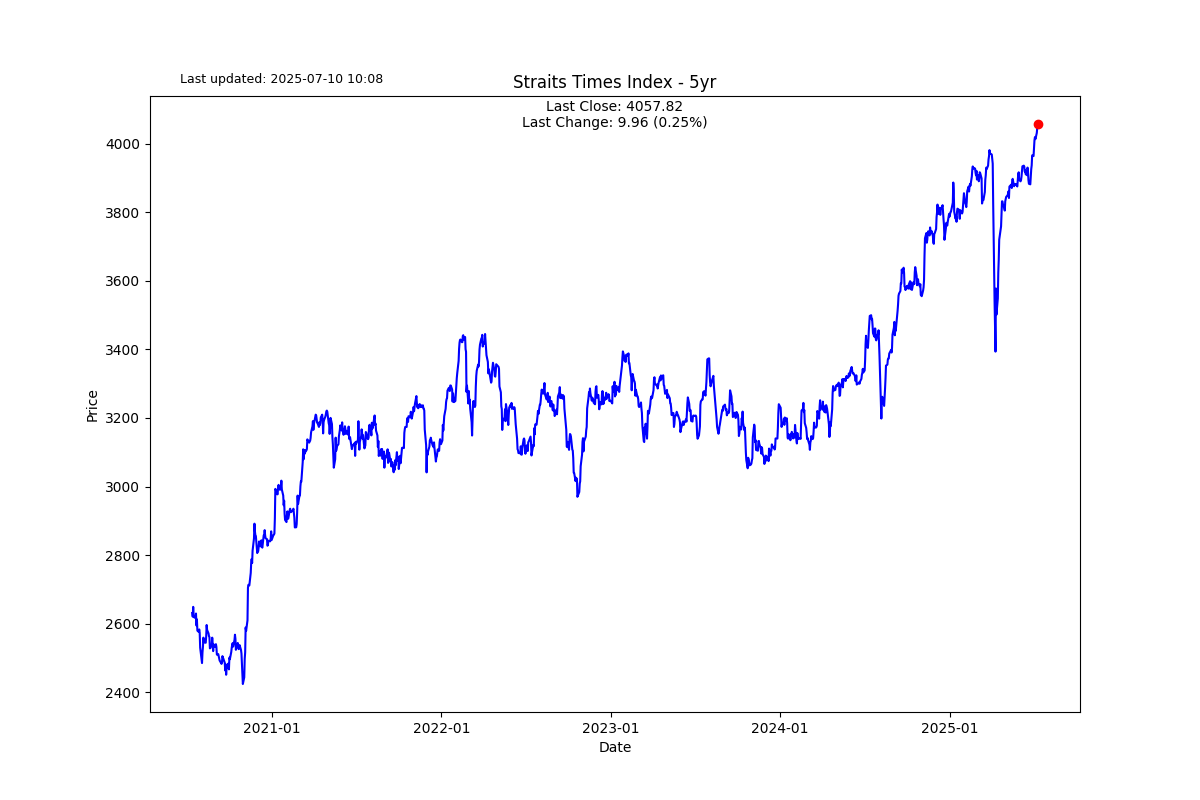 Last updated: 2025-07-10 10:08
Straits Times Index - 5yr
Last Close: 4057.82
Last Change: 9.96 (0.25%)
4000
3800
3600
3400
3200
3000
2800
2600
2400
Price
2021-01
2022-01
2023-01
2024-01
2025-01
Date